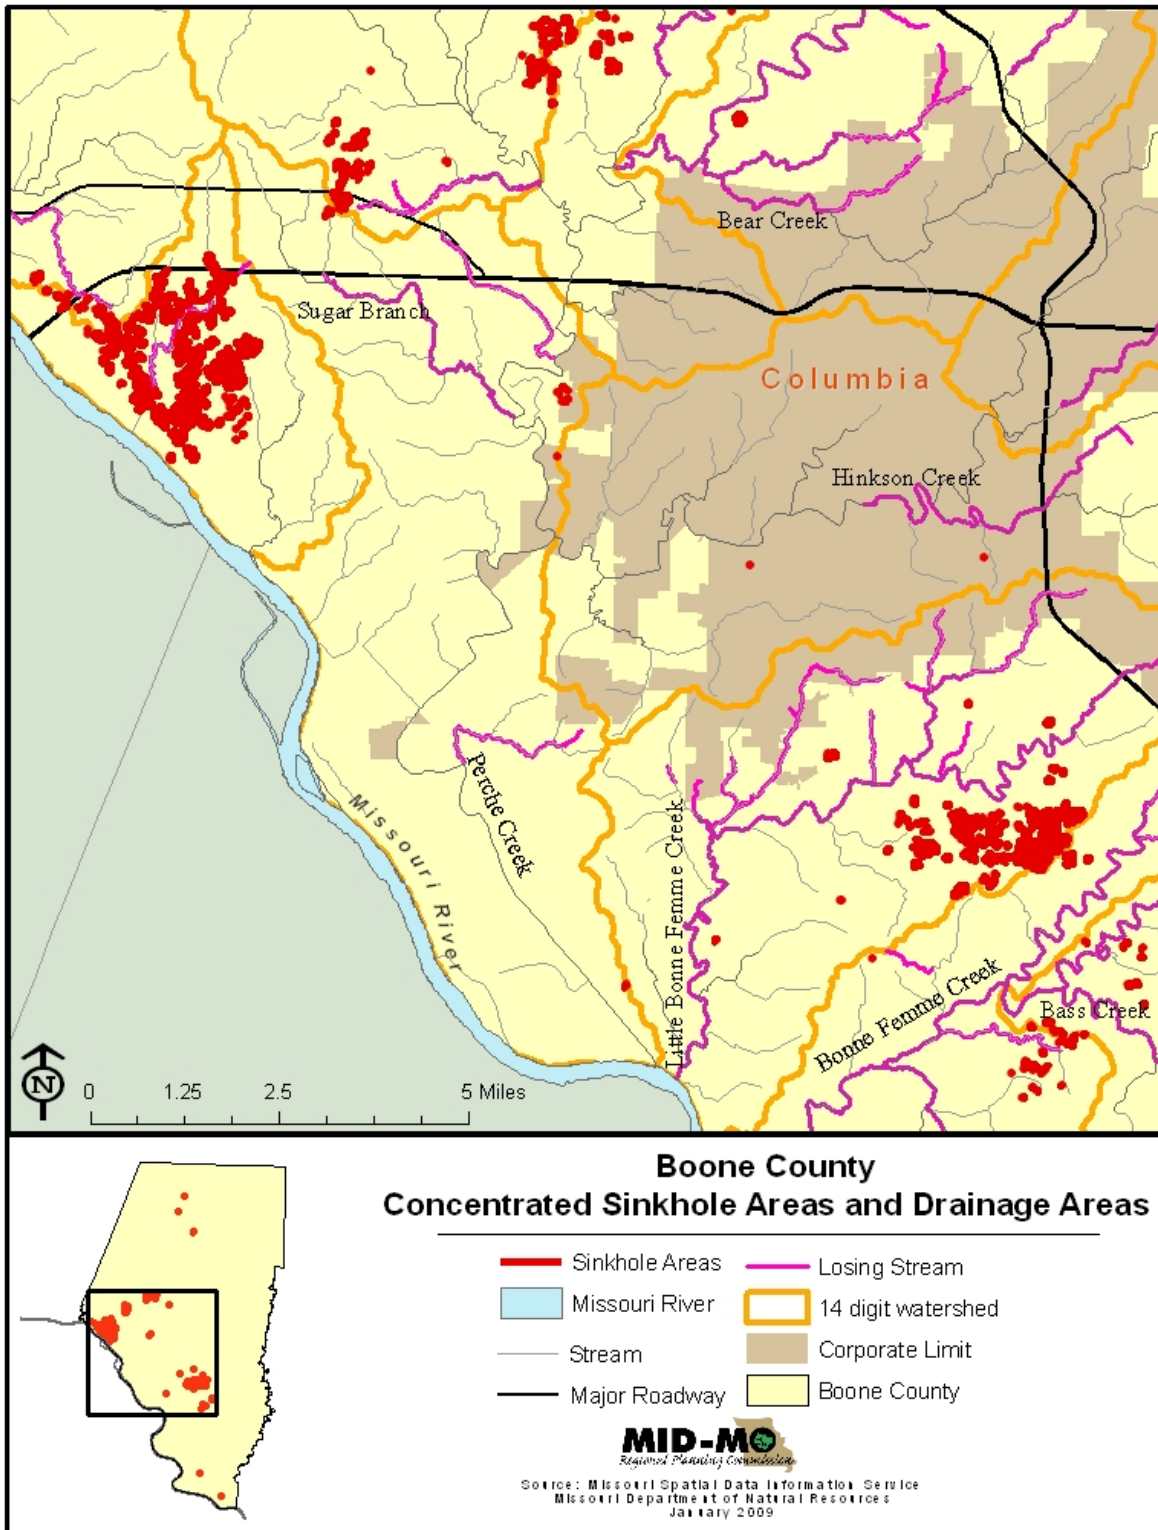 Bear Creek
Sugar Branch
Columbia
Hinkson Creek
Perche Creek
Missouri River
Little Bonne Femme Creek
Bonne Femme Creek
Bass Creek
N
0 1.25 2.5 5 Miles
Boone County
Concentrated Sinkhole Areas and Drainage Areas
Sinkhole Areas
Losing Stream
Missouri River
14 digit watershed
Stream
Corporate Limit
Major Roadway
Boone County
MID-MO
Regional Planning Commission
Source: Missouri Spatial Data Information Service
Missouri Department of Natural Resources
January 2009